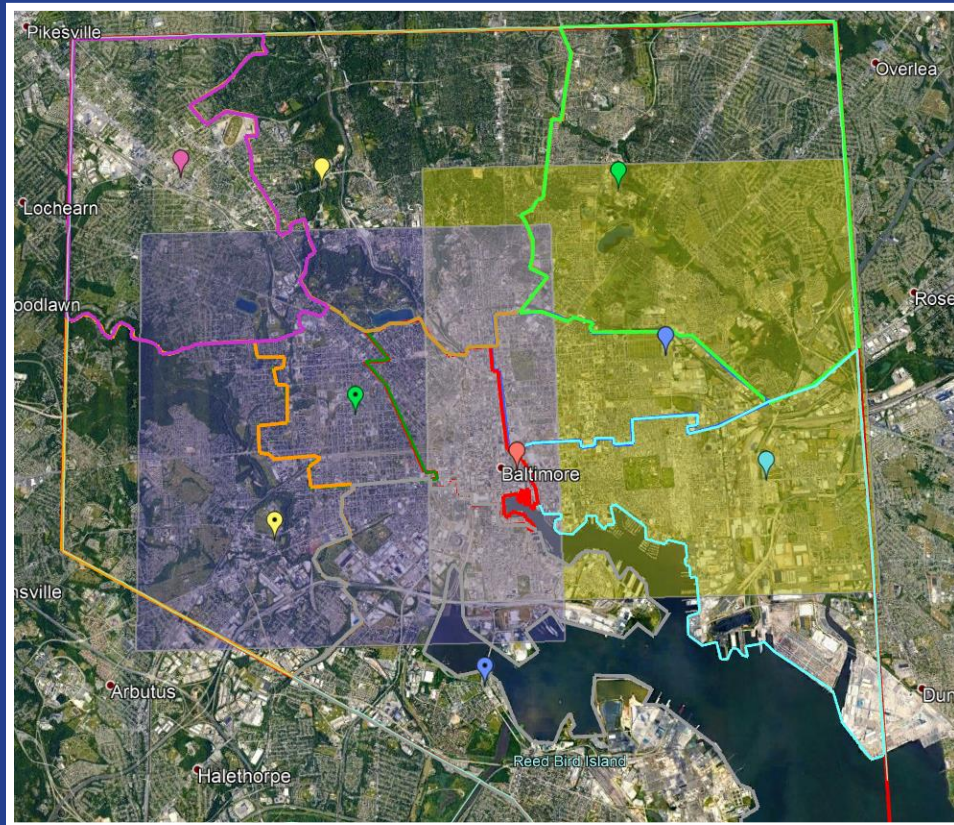 Pikesville
Overlea
Lochearn
oodlawn
Rose
Baltimore
nsville
Arbutus
Dun
Reed Bird Island
Halethorpe